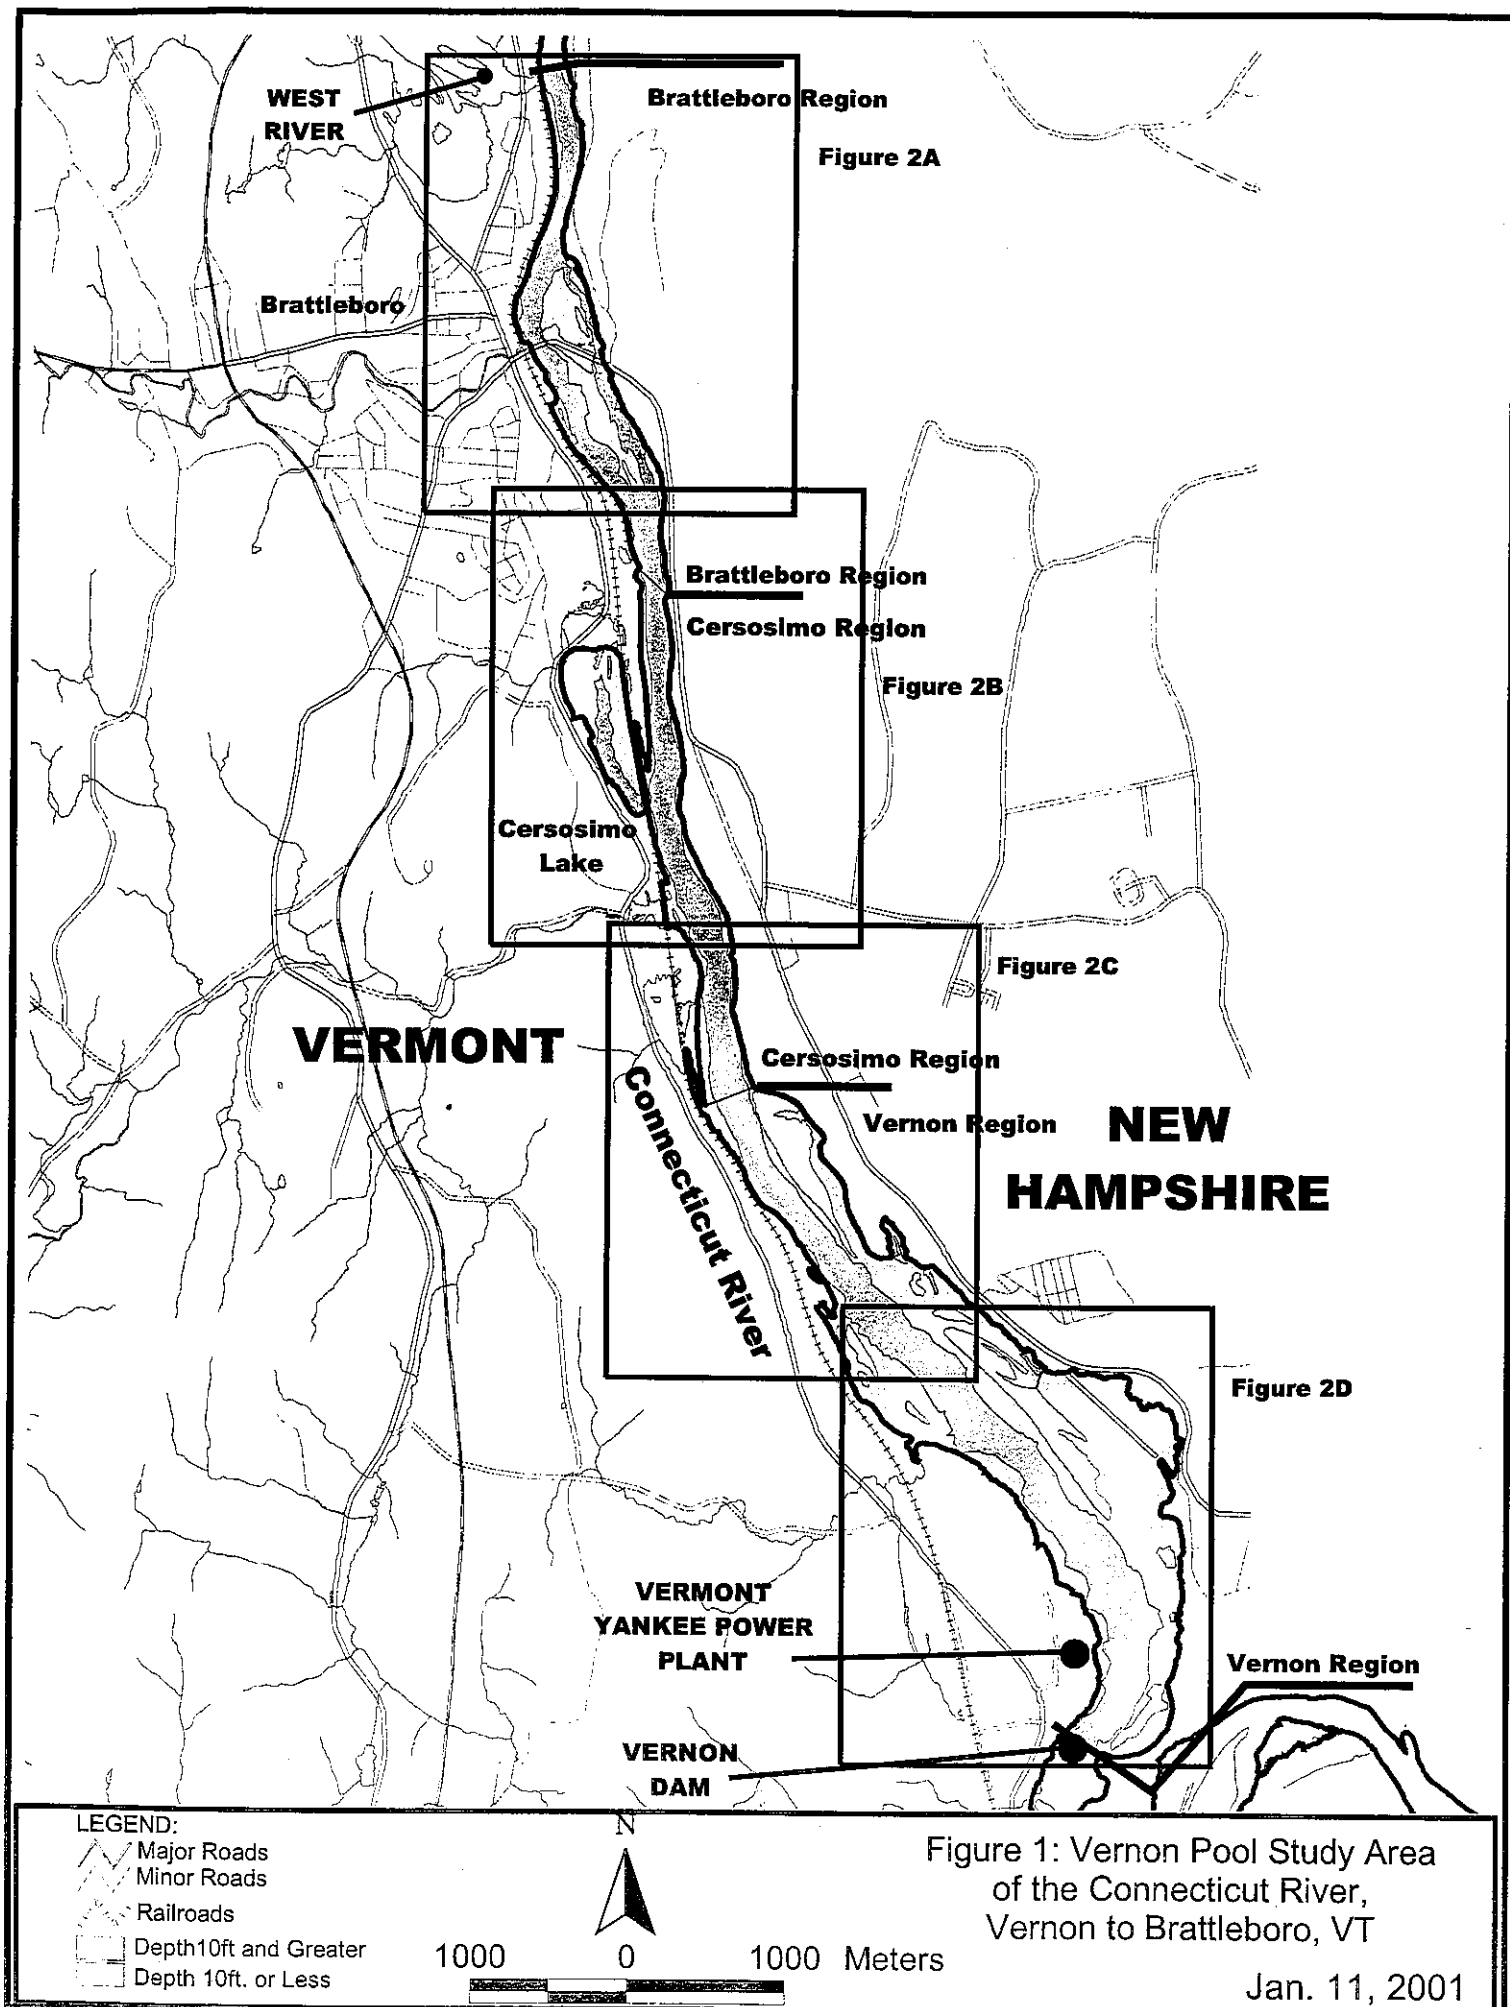 WEST
RIVER
Brattleboro Region
Figure 2A
Brattleboro
Brattleboro Region
Cersosimo Region
Figure 2B
Cersosimo
Lake
Figure 2C
VERMONT
Cersosimo Region
Connecticut River
Vernon Region
NEW
HAMPSHIRE
Figure 2D
VERMONT
YANKEE POWER
PLANT
Vernon Region
VERNON
DAM
LEGEND:
Major Roads
Minor Roads
Railroads
Depth10ft and Greater
Depth 10ft. or Less
N
1000 0 1000 Meters
Figure 1: Vernon Pool Study Area
of the Connecticut River,
Vernon to Brattleboro, VT
Jan. 11, 2001